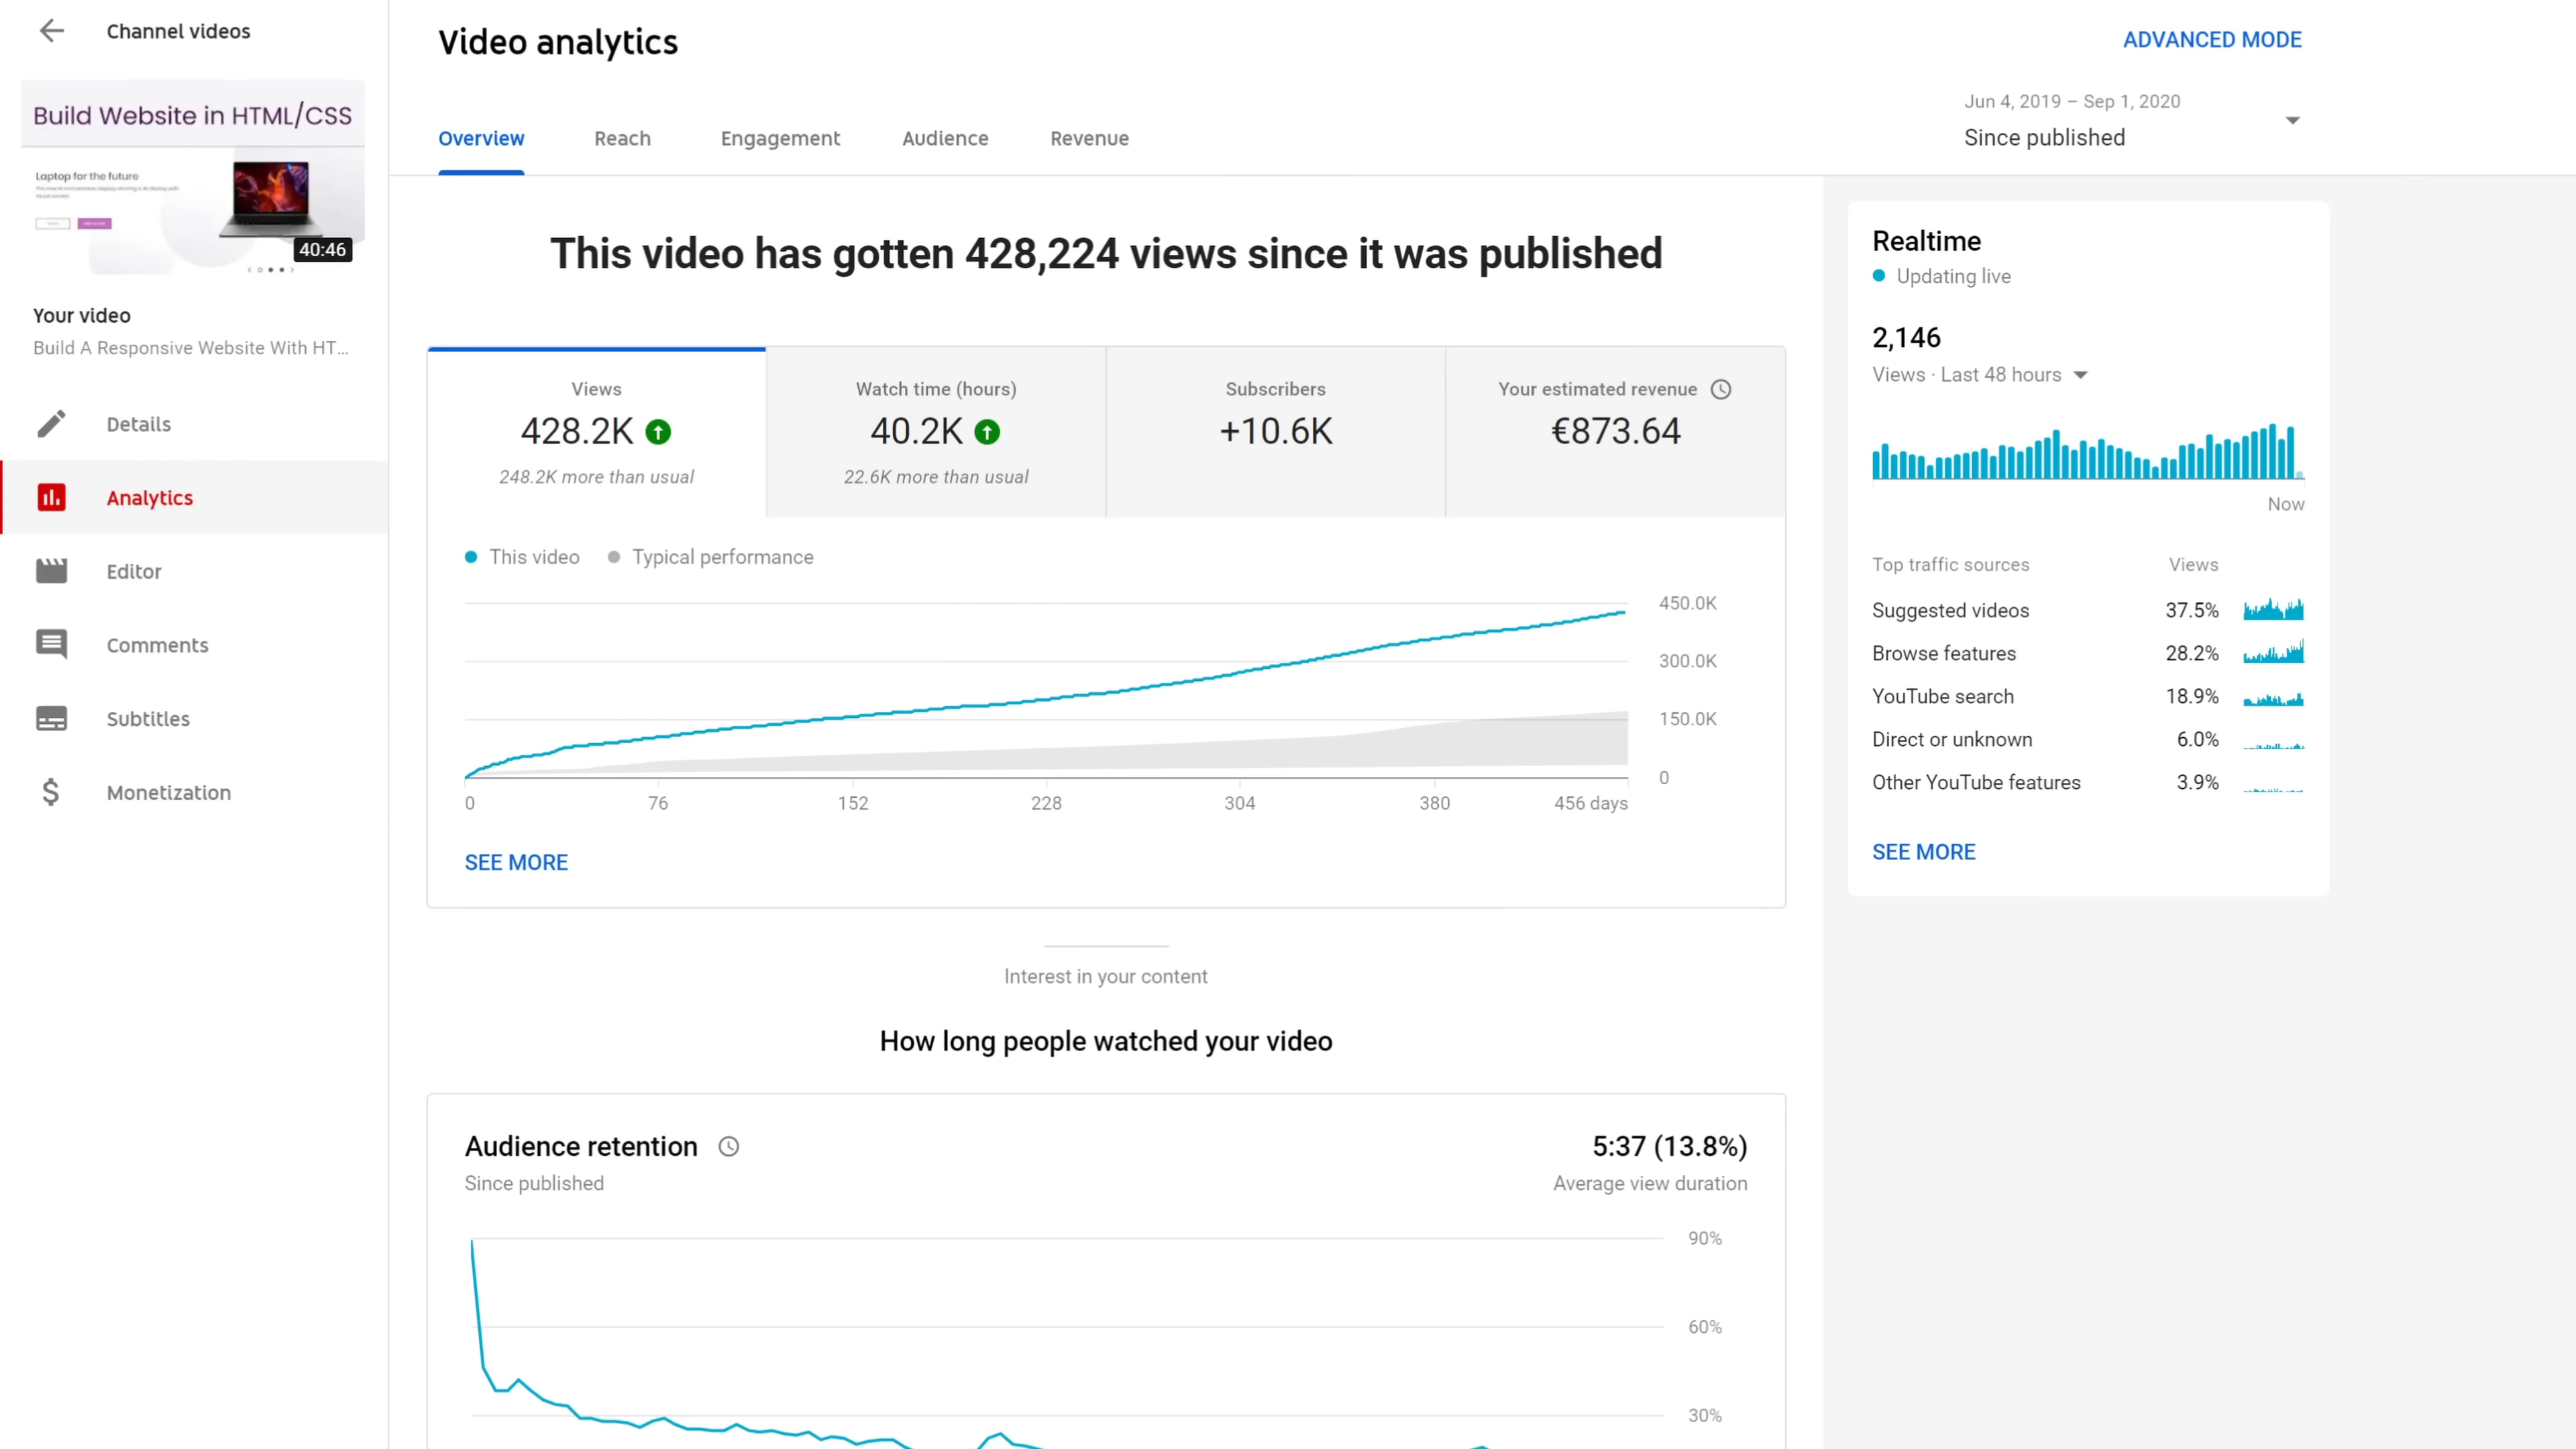 Channel videos
Build Website in HTML/CSS
Laptop for the future
40:46
Your video
Build A Responsive Website With HT...
Details
Analytics
Editor
Comments
Subtitles
Monetization
Video analytics
ADVANCED MODE
Overview
Reach
Engagement
Audience
Revenue
Jun 4, 2019 – Sep 1, 2020
Since published
This video has gotten 428,224 views since it was published
Views
428.2K
248.2K more than usual
Watch time (hours)
40.2K
22.6K more than usual
Subscribers
+10.6K
Your estimated revenue
€873.64
This video
Typical performance
450.0K
300.0K
150.0K
0
0 76 152 228 304 380 456 days
SEE MORE
Interest in your content
How long people watched your video
Audience retention
Since published
5:37 (13.8%)
Average view duration
90%
60%
30%
Realtime
Updating live
2,146
Views · Last 48 hours
Now
Top traffic sources Views
Suggested videos 37.5%
Browse features 28.2%
YouTube search 18.9%
Direct or unknown 6.0%
Other YouTube features 3.9%
SEE MORE